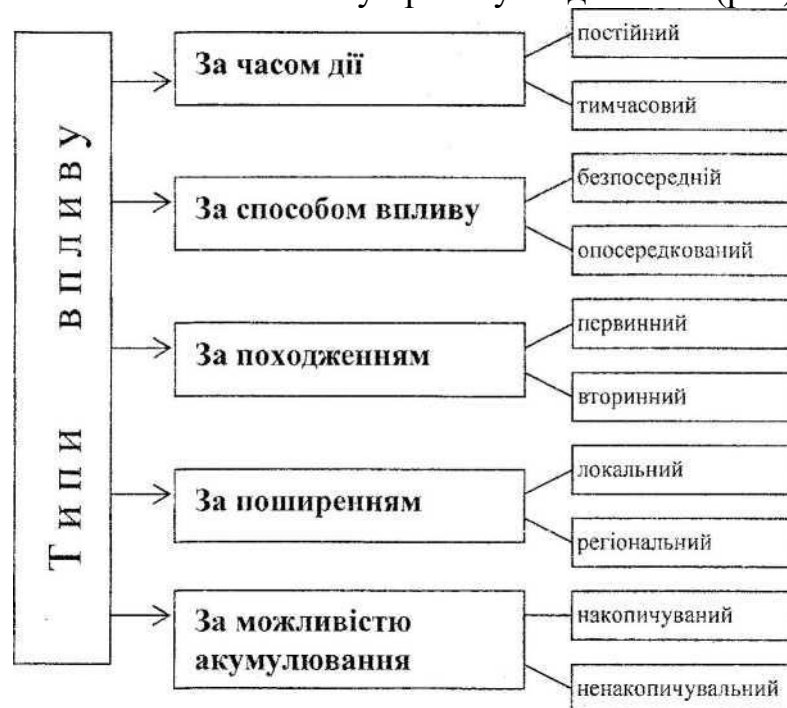 Типи впливу
За часом дії
постійний
тимчасовий
За способом впливу
безпосередній
опосередкований
За походженням
первинний
вторинний
За поширенням
локальний
регіональний
За можливістю
акумулювання
накопичуваний
ненакопичувальний